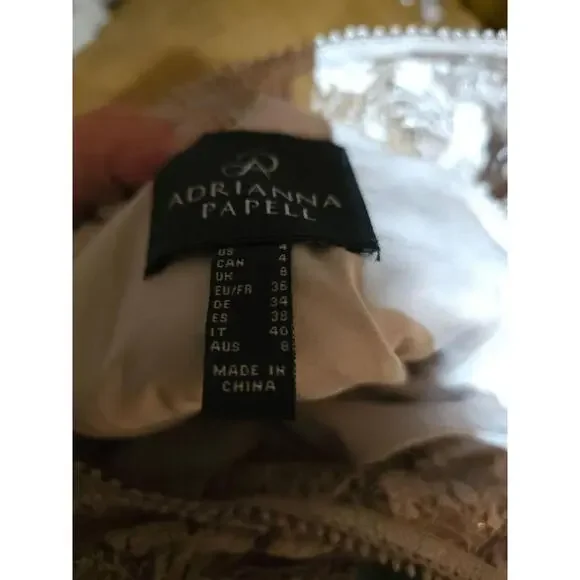 ADRIANNA
PAPELL
US 4
CAN 4
UK 8
EU/FR 36
DE 34
ES 38
IT 40
AUS 8
MADE IN
CHINA